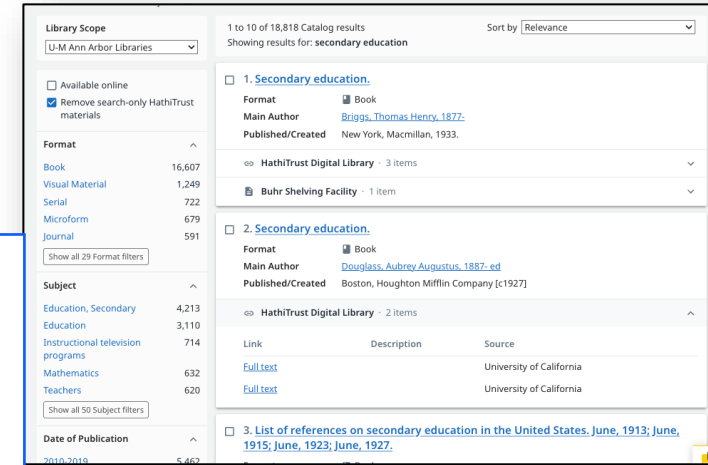 Library Scope
U-M Ann Arbor Libraries
Available online
Remove search-only HathiTrust
materials
Format
Book 16,607
Visual Material 1,249
Serial 722
Microform 679
Journal 591
Show all 29 Format filters
Subject
Education, Secondary 4,213
Education 3,110
Instructional television 714
programs
Mathematics 632
Teachers 620
Show all 50 Subject filters
Date of Publication
2010-2019 5,462
1 to 10 of 18,818 Catalog results
Sort by Relevance
Showing results for: secondary education
1. Secondary education.
Format Book
Main Author Briggs, Thomas Henry, 1877-
Published/Created New York, Macmillan, 1933.
HathiTrust Digital Library · 3 items
Buhr Shelving Facility · 1 item
2. Secondary education.
Format Book
Main Author Douglass, Aubrey Augustus, 1887- ed
Published/Created Boston, Houghton Mifflin Company [c1927]
HathiTrust Digital Library · 2 items
Link Description Source
Full text University of California
Full text University of California
3. List of references on secondary education in the United States. June, 1913; June,
1915; June, 1923; June, 1927.